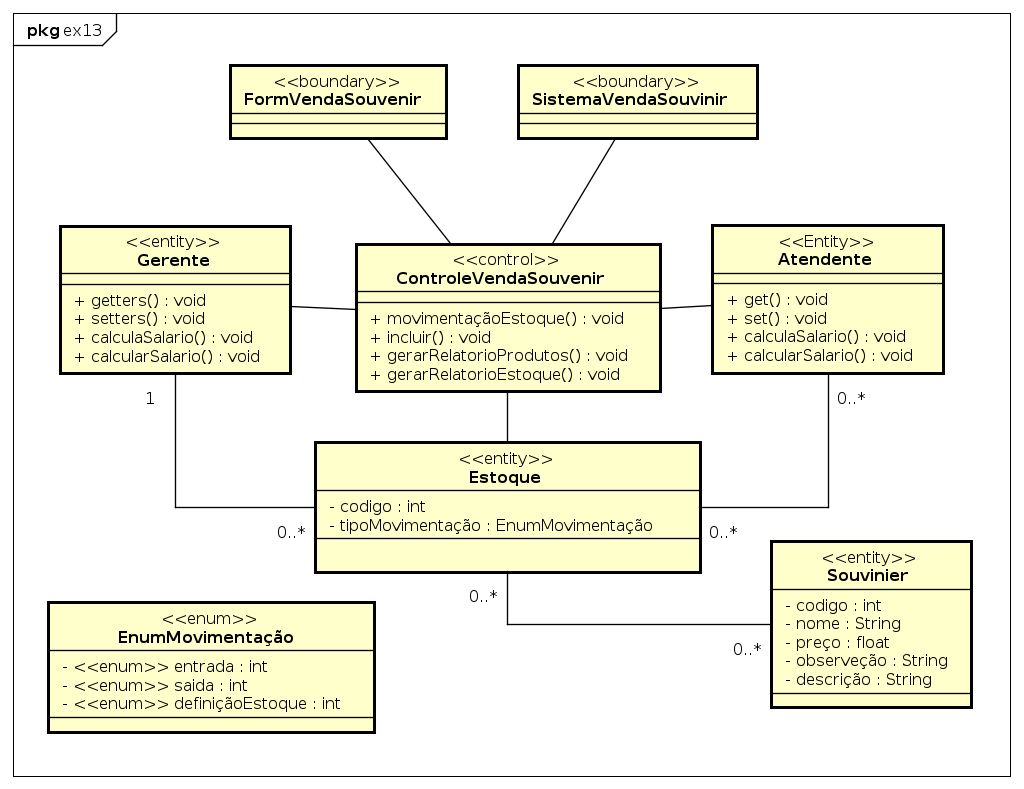 pkg ex13
<<boundary>>
FormVendaSouvenir
<<boundary>>
SistemaVendaSouvinir
<<entity>>
Gerente
+ getters() : void
+ setters() : void
+ calculaSalario() : void
+ calcularSalario() : void
<<control>>
ControleVendaSouvenir
+ movimentaçãoEstoque() : void
+ incluir() : void
+ gerarRelatorioProdutos() : void
+ gerarRelatorioEstoque() : void
<<Entity>>
Atendente
+ get() : void
+ set() : void
+ calculaSalario() : void
+ calcularSalario() : void
1
0..*
<<entity>>
Estoque
- codigo : int
- tipoMovimentação : EnumMovimentação
0..*
0..*
0..*
0..*
<<entity>>
Souvinier
- codigo : int
- nome : String
- preço : float
- observeção : String
- descrição : String
<<enum>>
EnumMovimentação
- <<enum>> entrada : int
- <<enum>> saida : int
- <<enum>> definiçãoEstoque : int